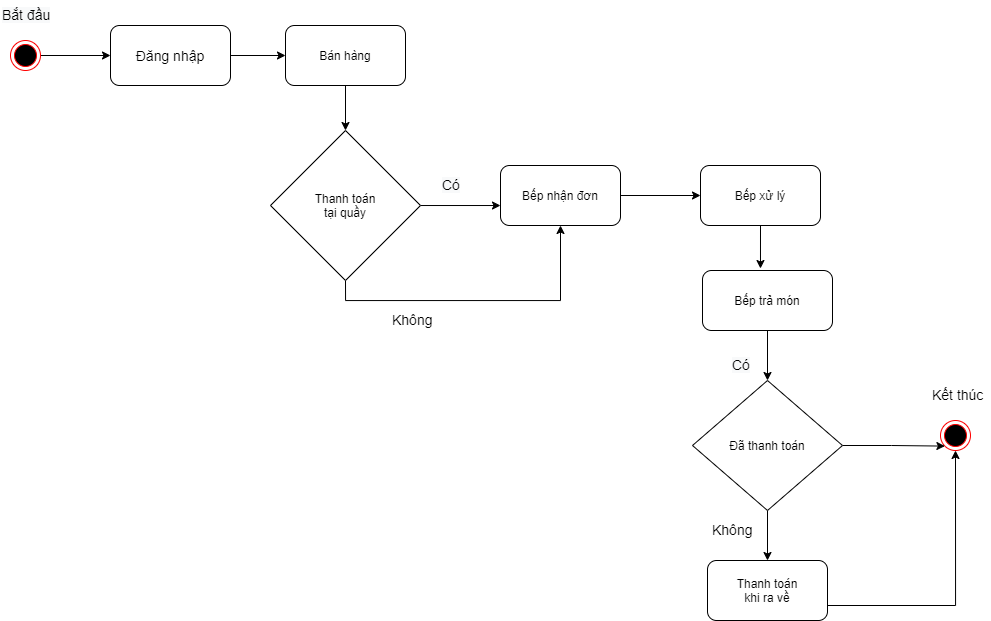 Bắt đầu
Đăng nhập
Bán hàng
Thanh toán
tại quầy
Có
Không
Bếp nhận đơn
Bếp xử lý
Bếp trả món
Có
Đã thanh toán
Kết thúc
Không
Thanh toán
khi ra về